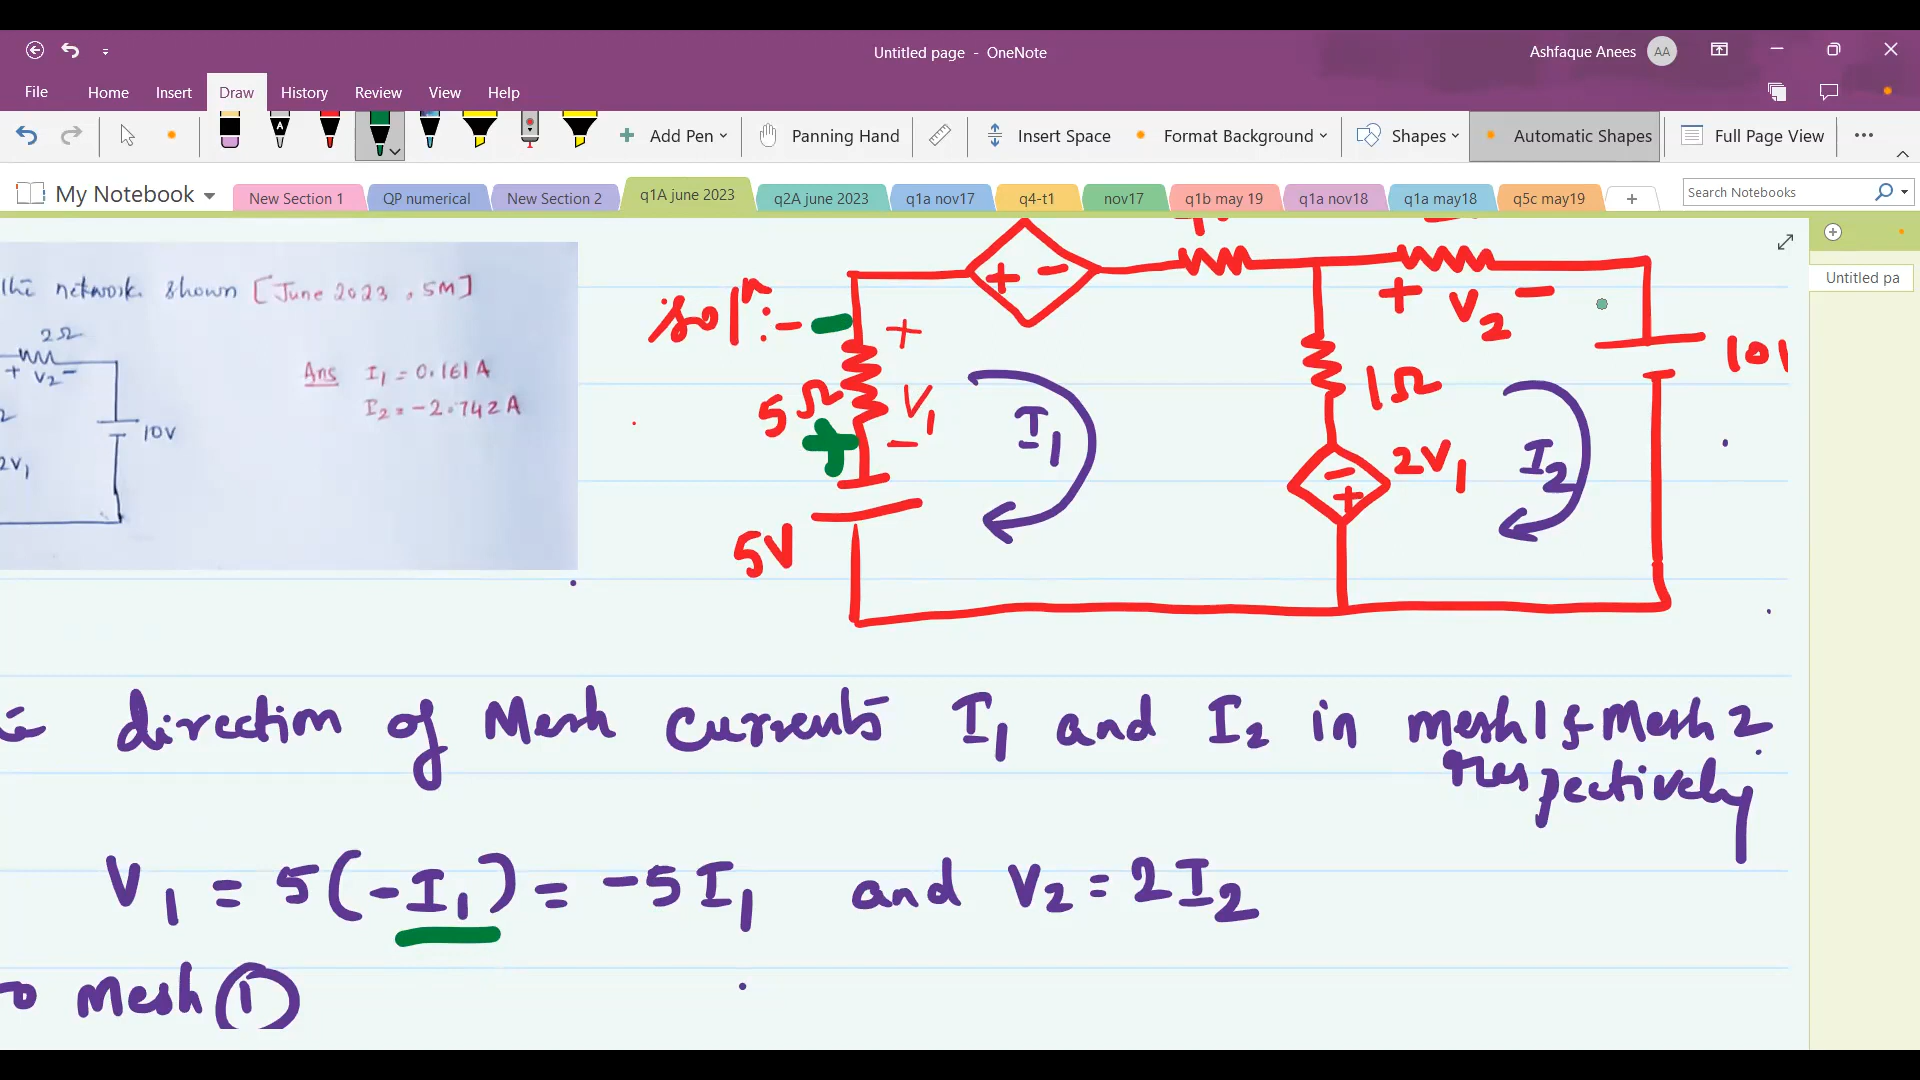 Untitled page - OneNote
Ashfaque Anees AA
File Home Insert Draw History Review View Help
Add Pen Panning Hand Insert Space Format Background Shapes Automatic Shapes Full Page View
My Notebook New Section 1 QP numerical New Section 2 q1A june 2023 q2A june 2023 q1a nov17 q4-t1 nov17 q1b may 19 q1a nov18 q1a may18 q5c may19 Search Notebooks
Untitled pa
the network shown [June 2023, 5M]
2Ω
+ V2 -
10V
2V1
Ans I1 = 0.161 A
I2 = -2.742 A
soln:-
+ -
+ V2 -
- +
5Ω V1
+ -
5V
I1
1Ω
- + 2V1
I2
10V
direction of Mesh currents I1 and I2 in mesh 1 & Mesh 2
respectively
V1 = 5(-I1) = -5I1 and V2 = 2I2
to Mesh 1